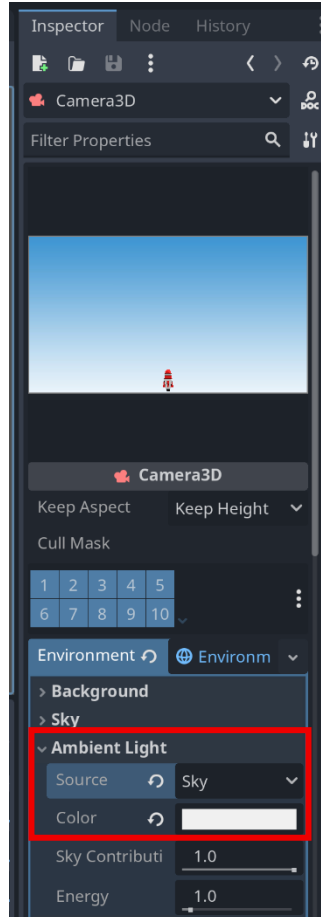 Inspector Node History
Camera3D
DOC
Filter Properties
Camera3D
Keep Aspect Keep Height
Cull Mask
1 2 3 4 5
6 7 8 9 10
Environment Environm
Background
Sky
Ambient Light
Source Sky
Color
Sky Contributi 1.0
Energy 1.0